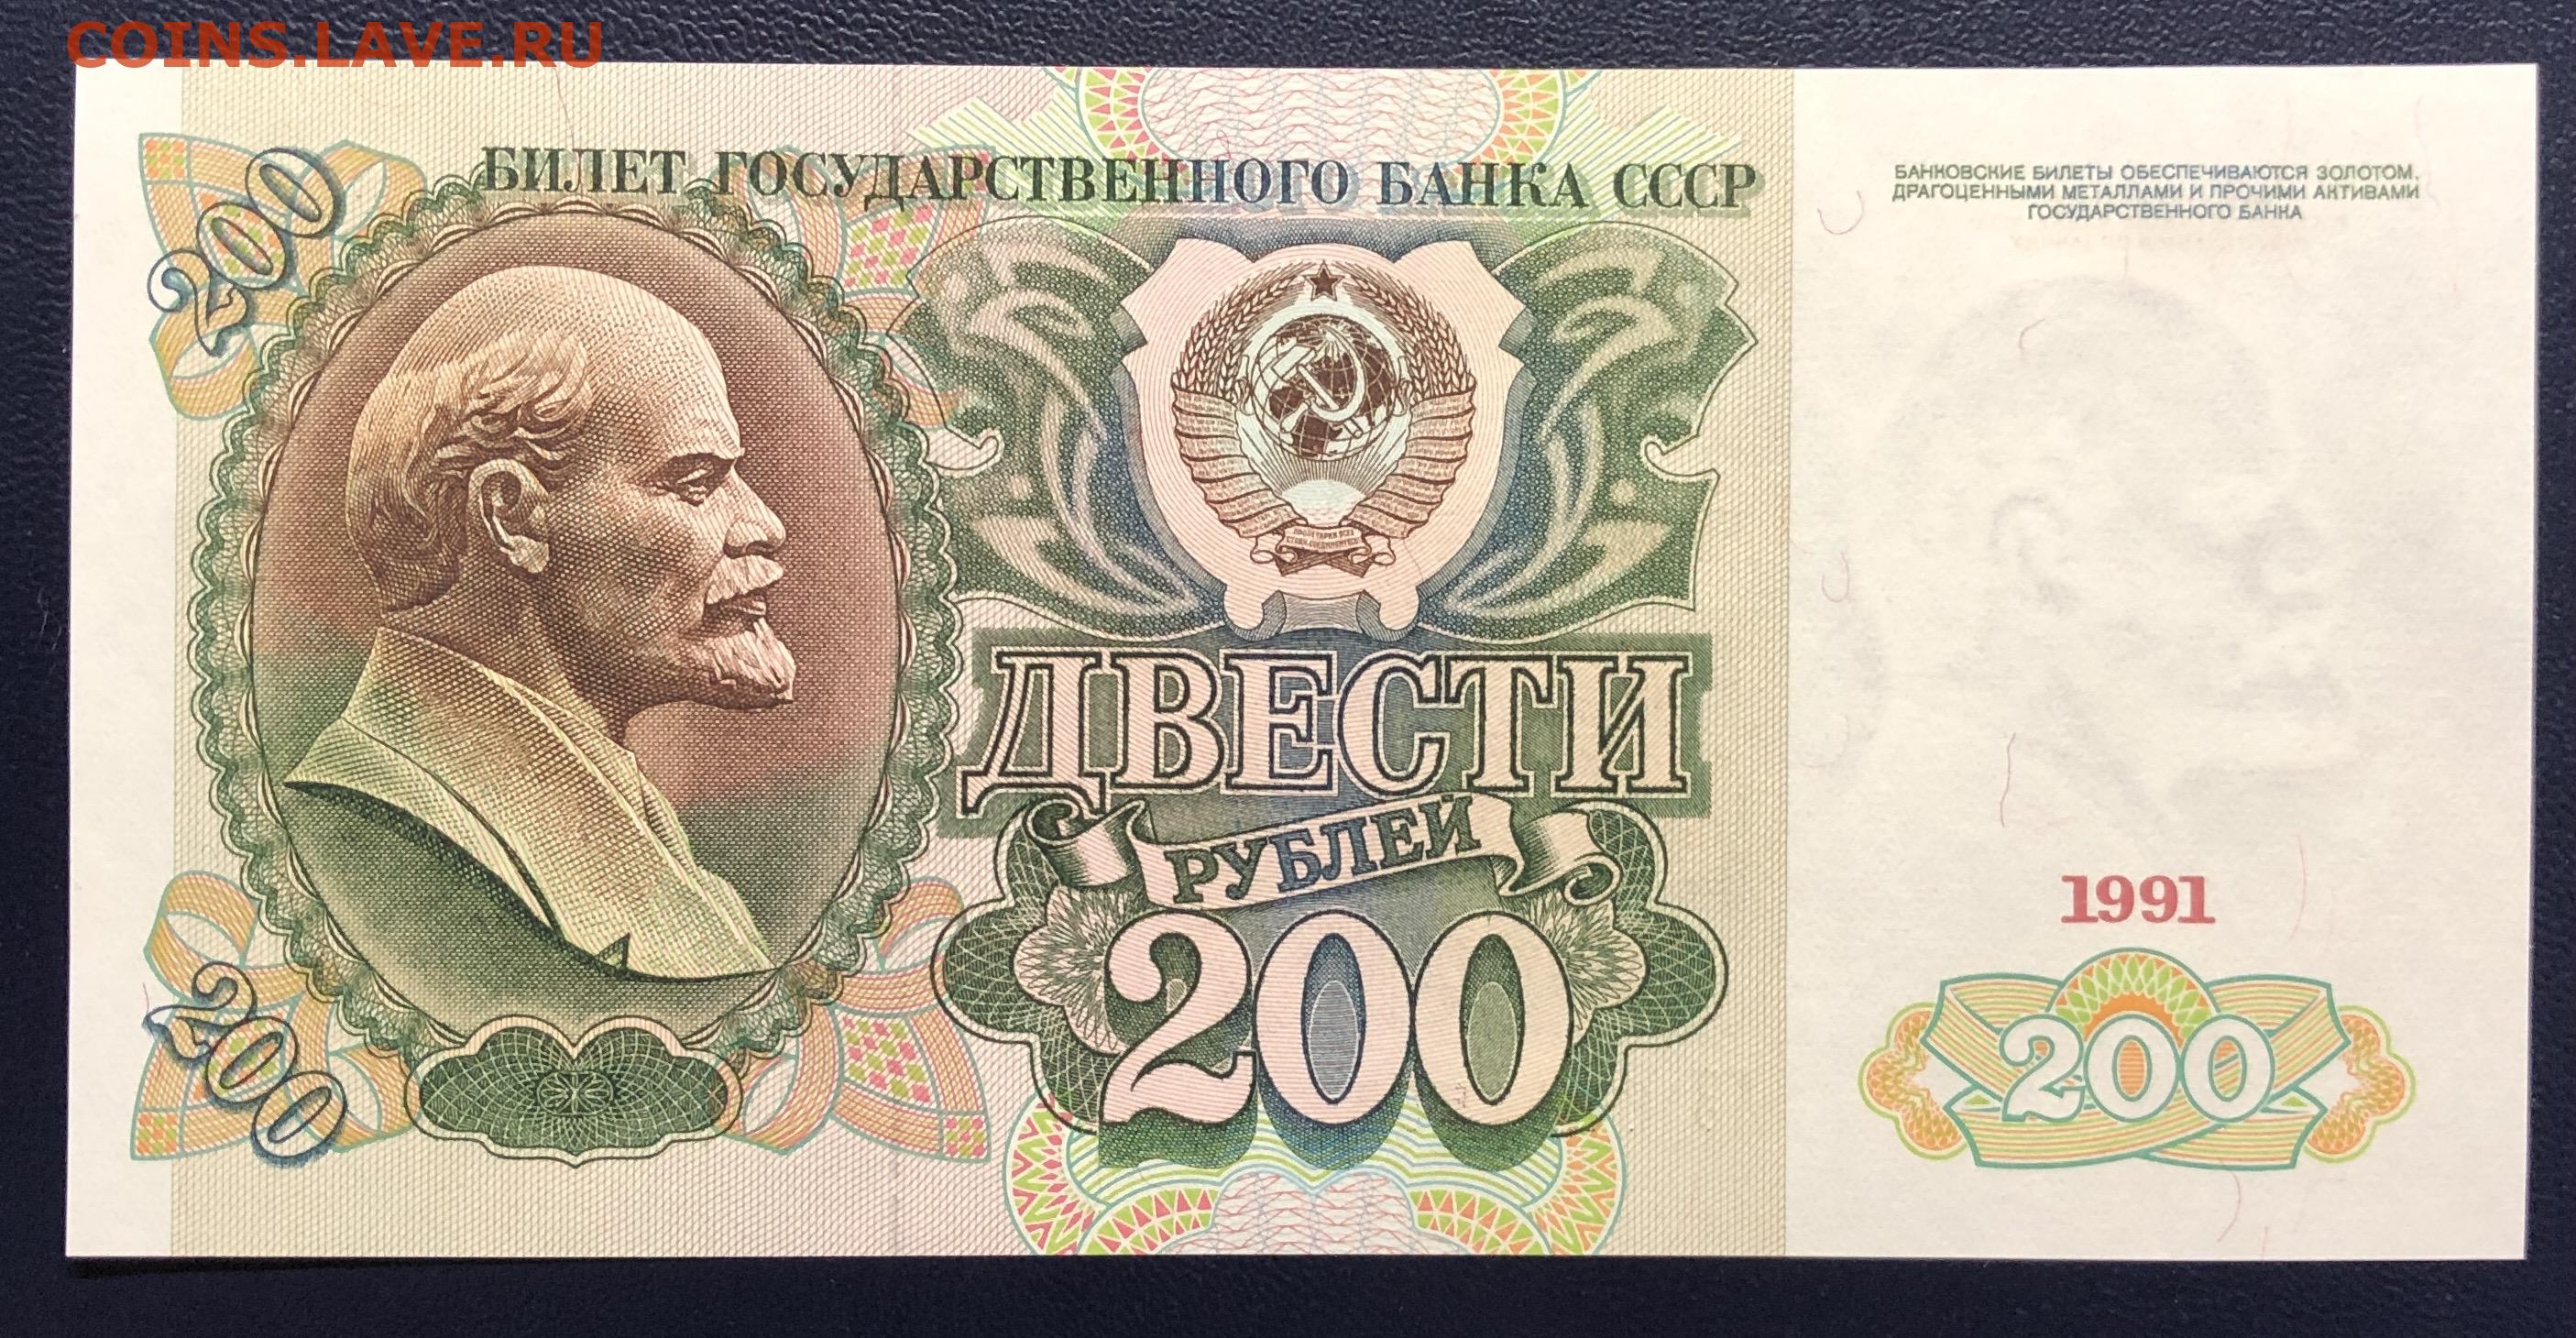 COINS.LAVE.RU
БИЛЕТ ГОСУДАРСТВЕННОГО БАНКА СССР
200
БАНКОВСКИЕ БИЛЕТЫ ОБЕСПЕЧИВАЮТСЯ ЗОЛОТОМ,
ДРАГОЦЕННЫМИ МЕТАЛЛАМИ И ПРОЧИМИ АКТИВАМИ
ГОСУДАРСТВЕННОГО БАНКА
ДВЕСТИ
РУБЛЕЙ
200
1991
200
200